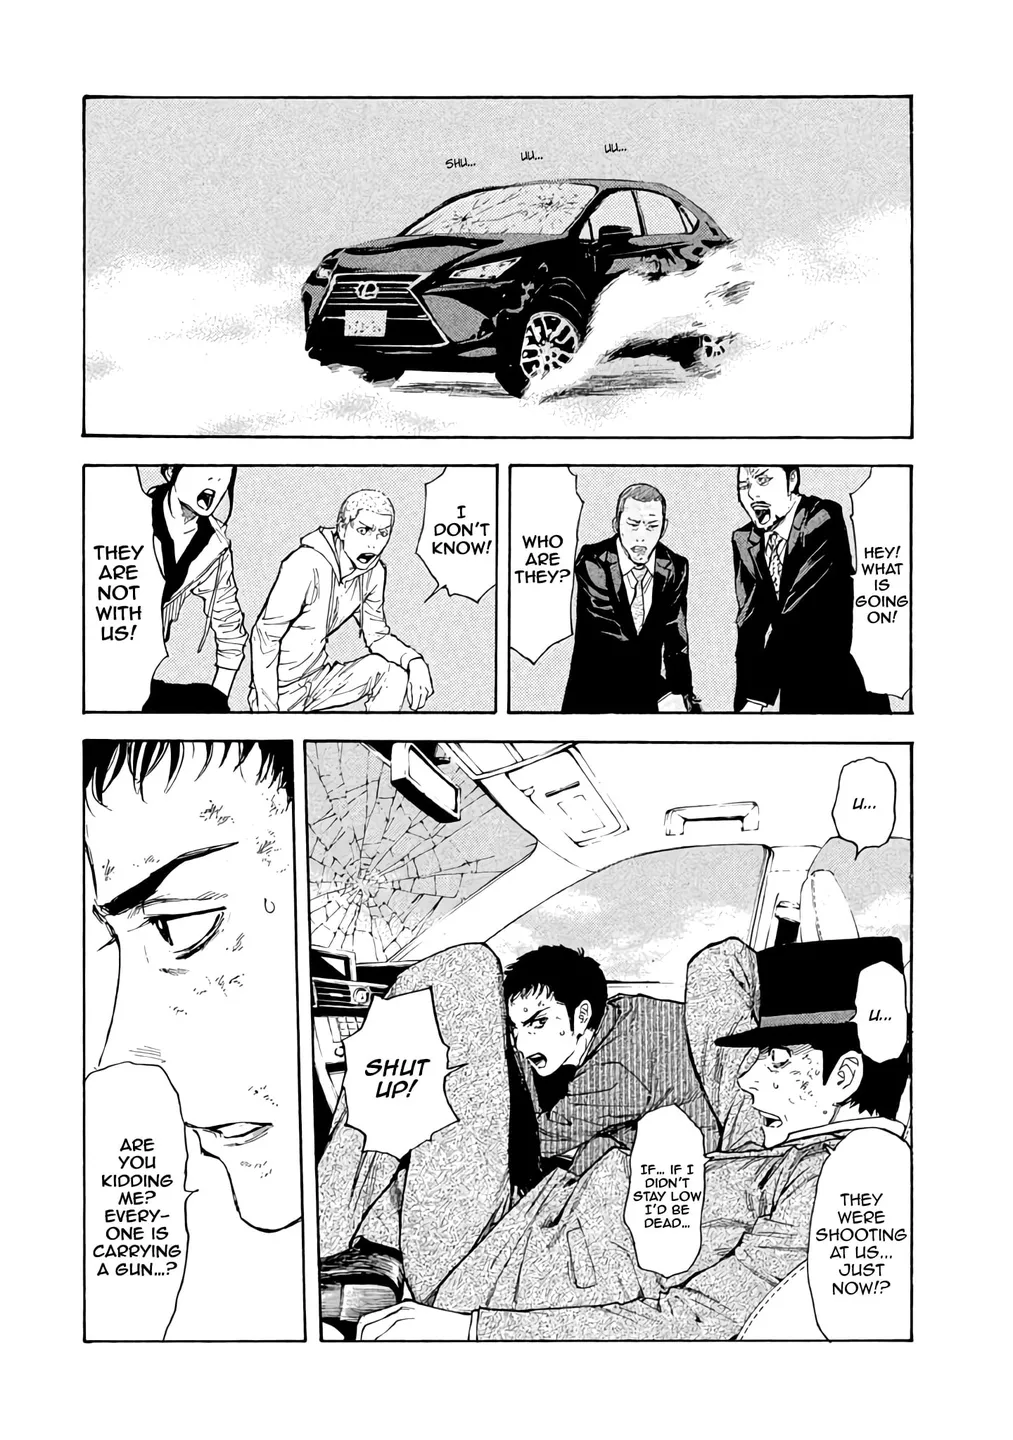 SHU...
UU...
UU...
HEY!
WHAT
IS
GOING
ON!
WHO
ARE
THEY?
I
DON'T
KNOW!
THEY
ARE
NOT
WITH
US!
U...
U...
THEY
WERE
SHOOTING
AT US...
JUST
NOW!?
IF... IF I
DIDN'T
STAY LOW
I'D BE
DEAD...
SHUT
UP!
ARE
YOU
KIDDING
ME?
EVERY-
ONE IS
CARRYING
A GUN...?